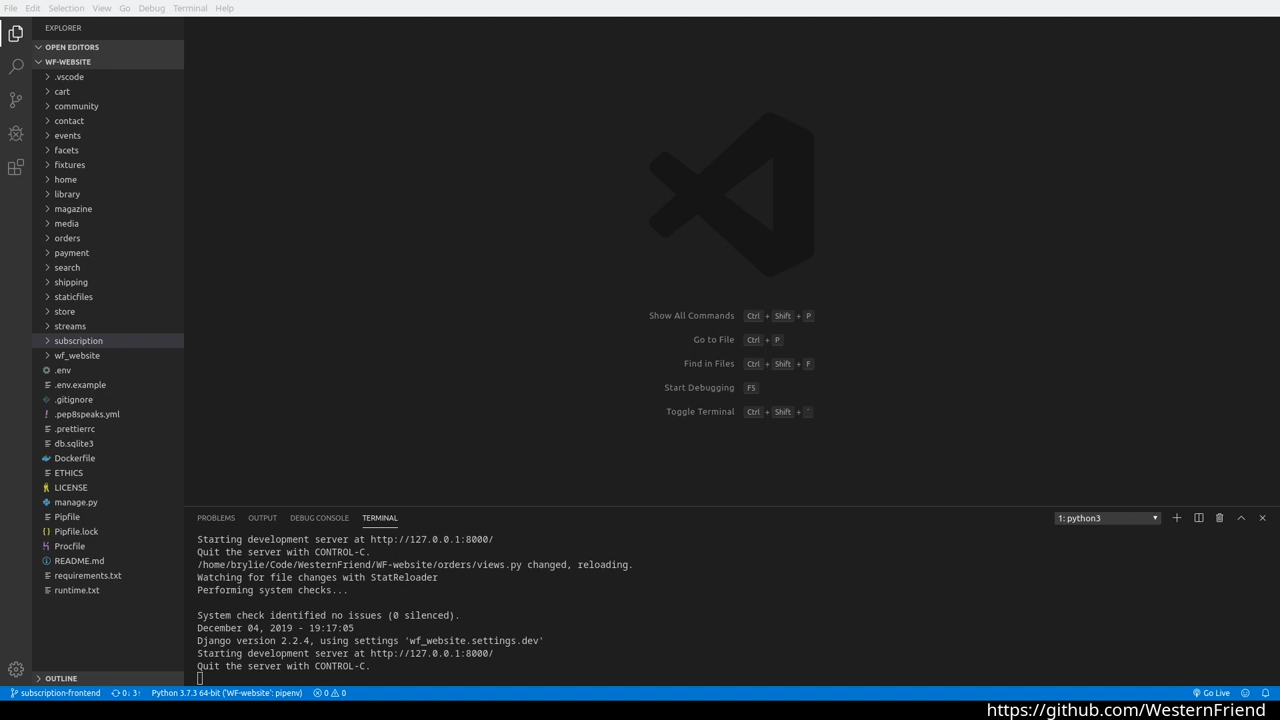 File Edit Selection View Go Debug Terminal Help
EXPLORER
OPEN EDITORS
WF-WEBSITE
.vscode
cart
community
contact
events
facets
fixtures
home
library
magazine
media
orders
payment
search
shipping
staticfiles
store
streams
subscription
wf_website
.env
.env.example
.gitignore
.pep8speaks.yml
.prettierrc
db.sqlite3
Dockerfile
ETHICS
LICENSE
manage.py
Pipfile
Pipfile.lock
Procfile
README.md
requirements.txt
runtime.txt
OUTLINE
Show All Commands Ctrl + Shift + P
Go to File Ctrl + P
Find in Files Ctrl + Shift + F
Start Debugging F5
Toggle Terminal Ctrl + Shift + `
PROBLEMS OUTPUT DEBUG CONSOLE TERMINAL 1: python3
Starting development server at http://127.0.0.1:8000/
Quit the server with CONTROL-C.
/home/brylie/Code/WesternFriend/WF-website/orders/views.py changed, reloading.
Watching for file changes with StatReloader
Performing system checks...
System check identified no issues (0 silenced).
December 04, 2019 - 19:17:05
Django version 2.2.4, using settings 'wf_website.settings.dev'
Starting development server at http://127.0.0.1:8000/
Quit the server with CONTROL-C.
subscription-frontend 0↓ 3↑ Python 3.7.3 64-bit ('WF-website': pipenv) 0 0 Go Live
https://github.com/WesternFriend